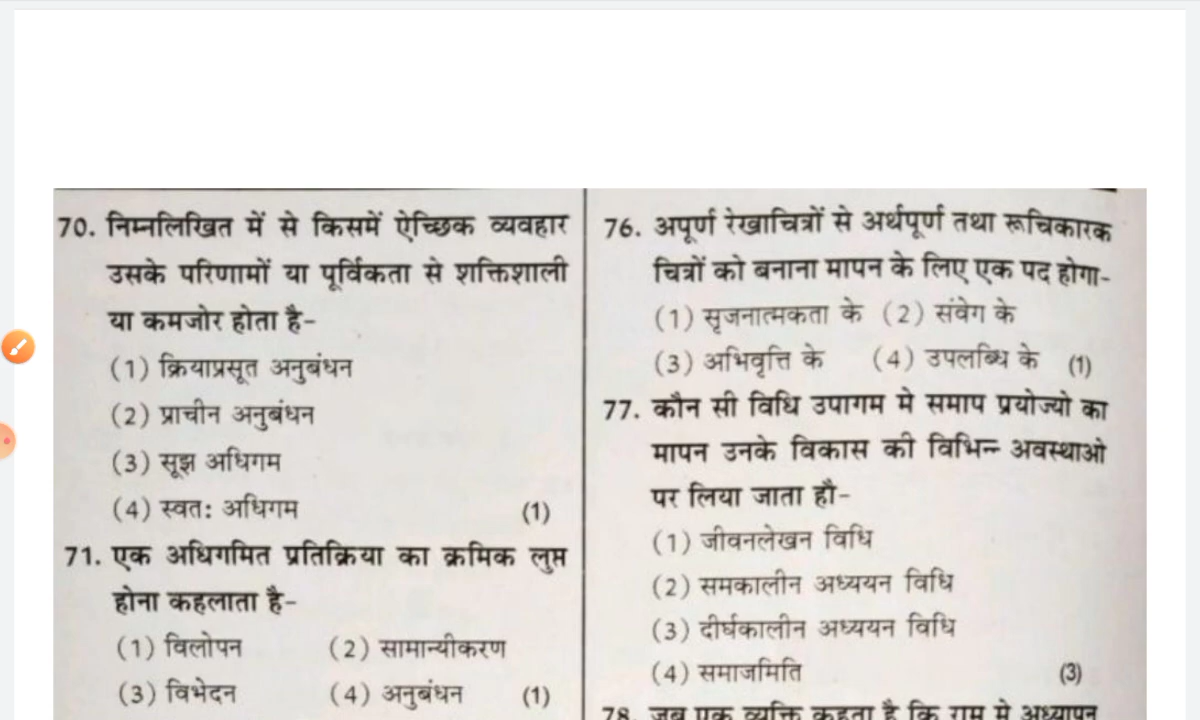 70. निम्नलिखित में से किसमें ऐच्छिक व्यवहार
उसके परिणामों या पूर्विकता से शक्तिशाली
या कमजोर होता है-
(1) क्रियाप्रसूत अनुबंधन
(2) प्राचीन अनुबंधन
(3) सूझ अधिगम
(4) स्वतः अधिगम (1)
71. एक अधिगमित प्रतिक्रिया का क्रमिक लुप्त
होना कहलाता है-
(1) विलोपन (2) सामान्यीकरण
(3) विभेदन (4) अनुबंधन (1)
76. अपूर्ण रेखाचित्रों से अर्थपूर्ण तथा रूचिकारक
चित्रों को बनाना मापन के लिए एक पद होगा-
(1) सृजनात्मकता के (2) संवेग के
(3) अभिवृत्ति के (4) उपलब्धि के (1)
77. कौन सी विधि उपागम मे समाप प्रयोज्यो का
मापन उनके विकास की विभिन्न अवस्थाओ
पर लिया जाता हौ-
(1) जीवनलेखन विधि
(2) समकालीन अध्ययन विधि
(3) दीर्घकालीन अध्ययन विधि
(4) समाजमिति (3)
78. जब एक व्यक्ति कहता है कि ग्राम मे अध्यापन